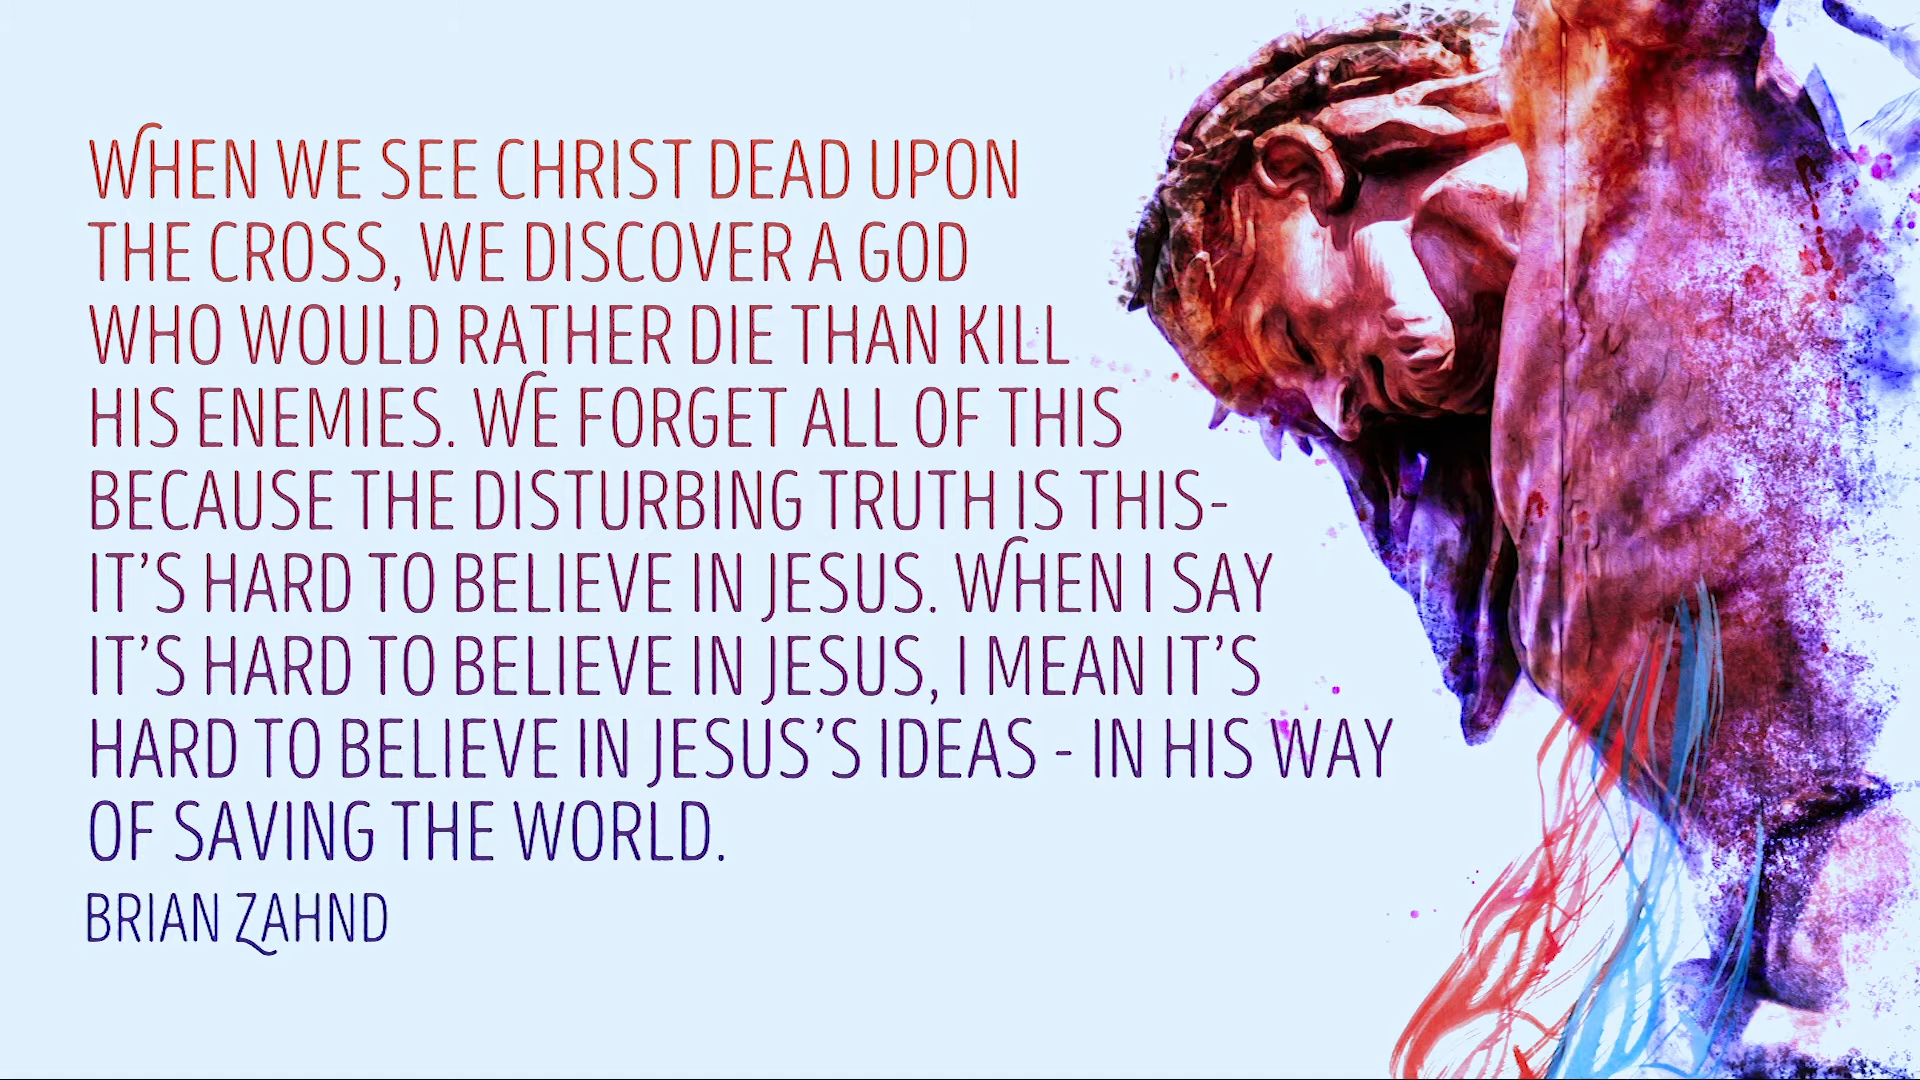 WHEN WE SEE CHRIST DEAD UPON
THE CROSS, WE DISCOVER A GOD
WHO WOULD RATHER DIE THAN KILL
HIS ENEMIES. WE FORGET ALL OF THIS
BECAUSE THE DISTURBING TRUTH IS THIS-
IT’S HARD TO BELIEVE IN JESUS. WHEN I SAY
IT’S HARD TO BELIEVE IN JESUS, I MEAN IT’S
HARD TO BELIEVE IN JESUS’S IDEAS - IN HIS WAY
OF SAVING THE WORLD.
BRIAN ZAHND